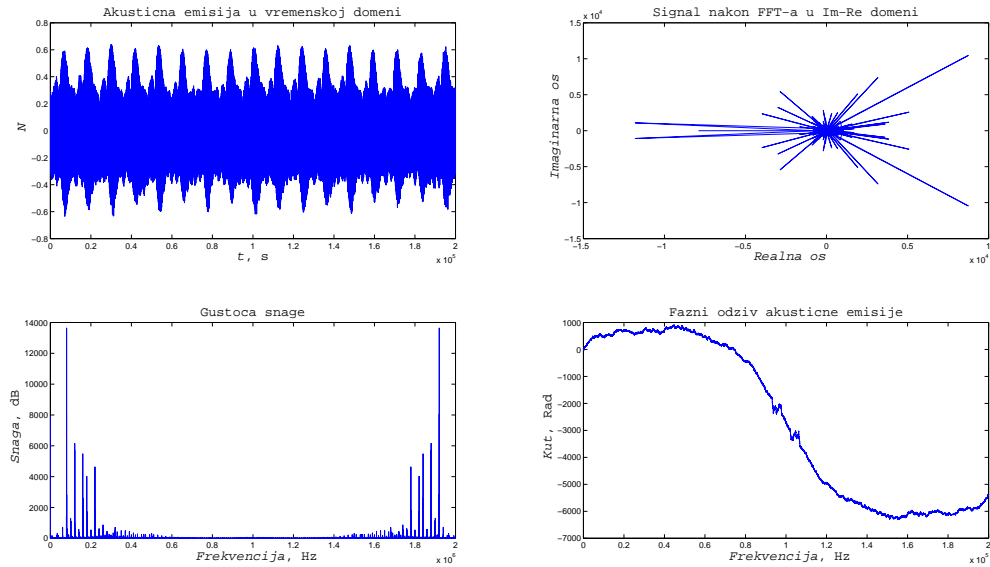 Akusticna emisija u vremenskoj domeni
0.8
0.6
0.4
0.2
0
−0.2
−0.4
−0.6
−0.8
N
0 0.2 0.4 0.6 0.8 1 1.2 1.4 1.6 1.8 2
x 10^5
t, s
Signal nakon FFT-a u Im-Re domeni
x 10^4
1.5
1
0.5
0
−0.5
−1
−1.5
Imaginarna os
−1.5 −1 −0.5 0 0.5 1
x 10^4
Realna os
Gustoca snage
14000
12000
10000
8000
6000
4000
2000
0
Snaga, dB
0 0.2 0.4 0.6 0.8 1 1.2 1.4 1.6 1.8 2
x 10^6
Frekvencija, Hz
Fazni odziv akusticne emisije
1000
0
−1000
−2000
−3000
−4000
−5000
−6000
−7000
Kut, Rad
0 0.2 0.4 0.6 0.8 1 1.2 1.4 1.6 1.8 2
x 10^5
Frekvencija, Hz